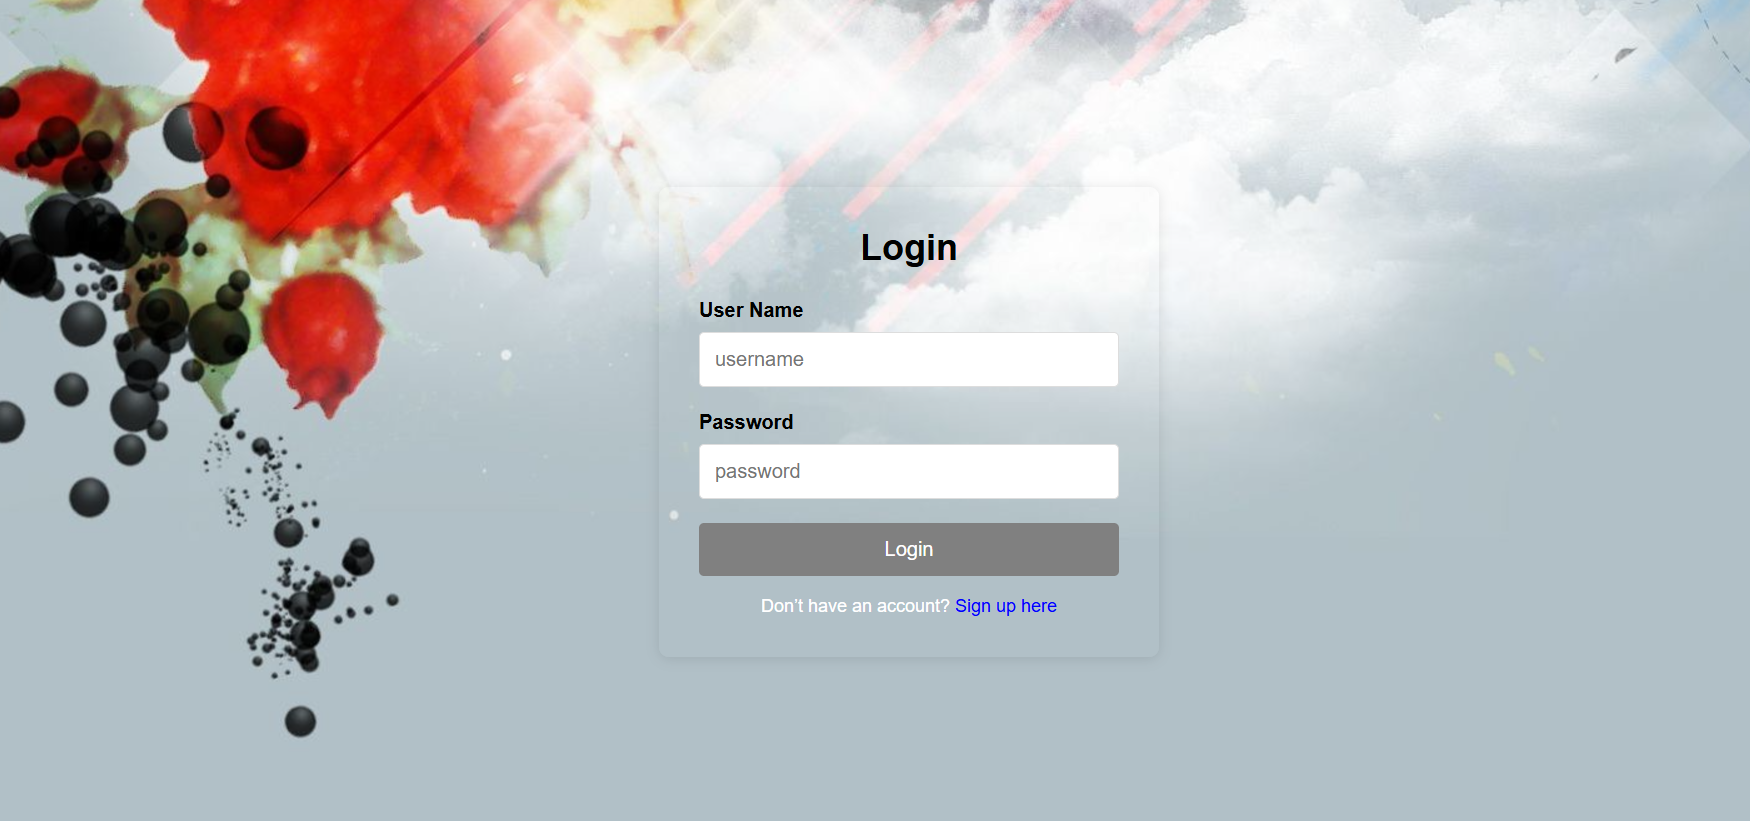 Login
User Name
username
Password
password
Login
Don't have an account? Sign up here